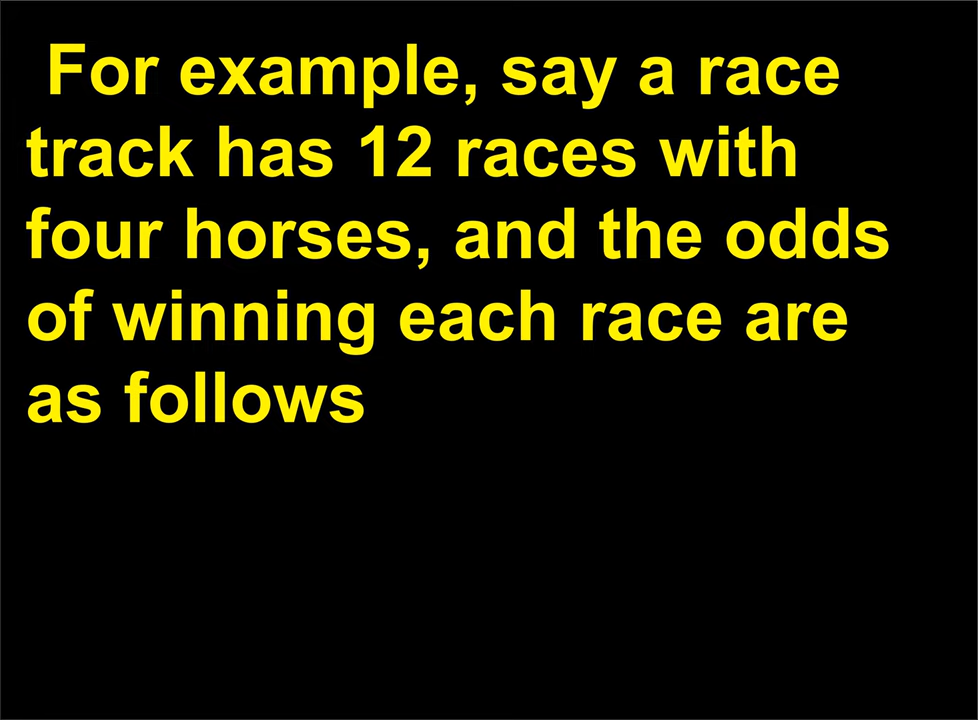 For example, say a race
track has 12 races with
four horses, and the odds
of winning each race are
as follows